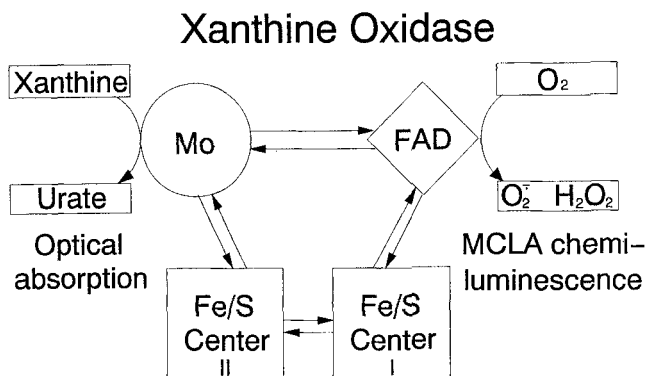 Xanthine Oxidase
Xanthine
O₂
Mo
FAD
Urate
O₂⁻ H₂O₂
Optical
absorption
MCLA chemi-
luminescence
Fe/S
Center
II
Fe/S
Center
I